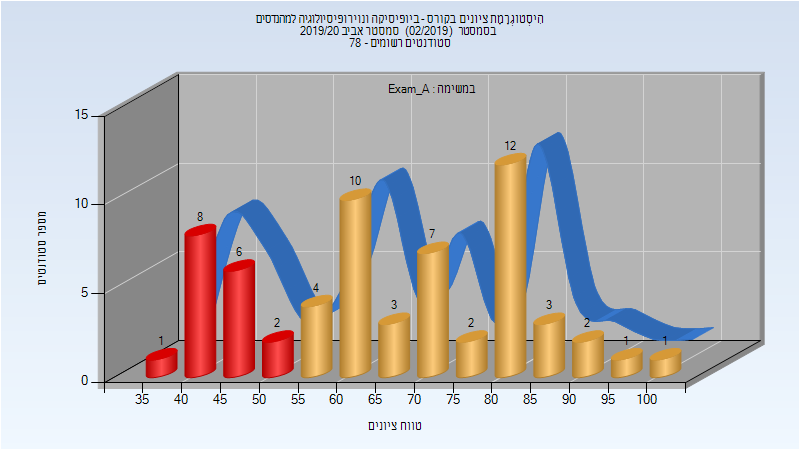 היסטוגרמת ציונים בקורס - ביופיסיקה ונוירופיסיולוגיה למהנדסים
בסמסטר (02/2019) סמסטר אביב 2019/20
סטודנטים רשומים - 78
במשימה : Exam_A
מספר סטודנטים
15
10
5
0
1
8
6
2
4
10
3
7
2
12
3
2
1
1
35 40 45 50 55 60 65 70 75 80 85 90 95 100
טווח ציונים